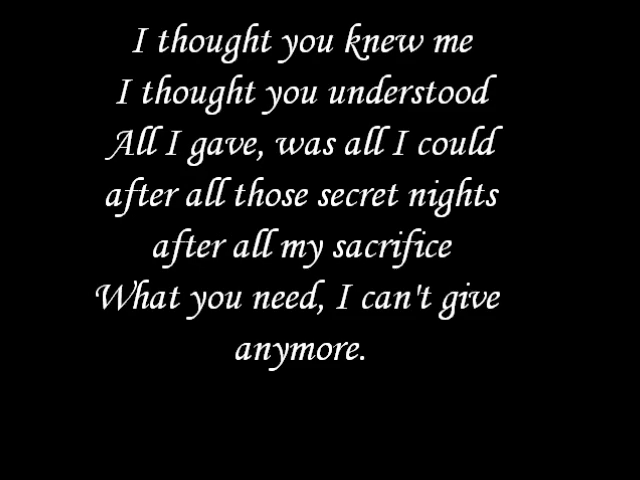 I thought you knew me
I thought you understood
All I gave, was all I could
after all those secret nights
after all my sacrifice
What you need, I can't give
anymore.